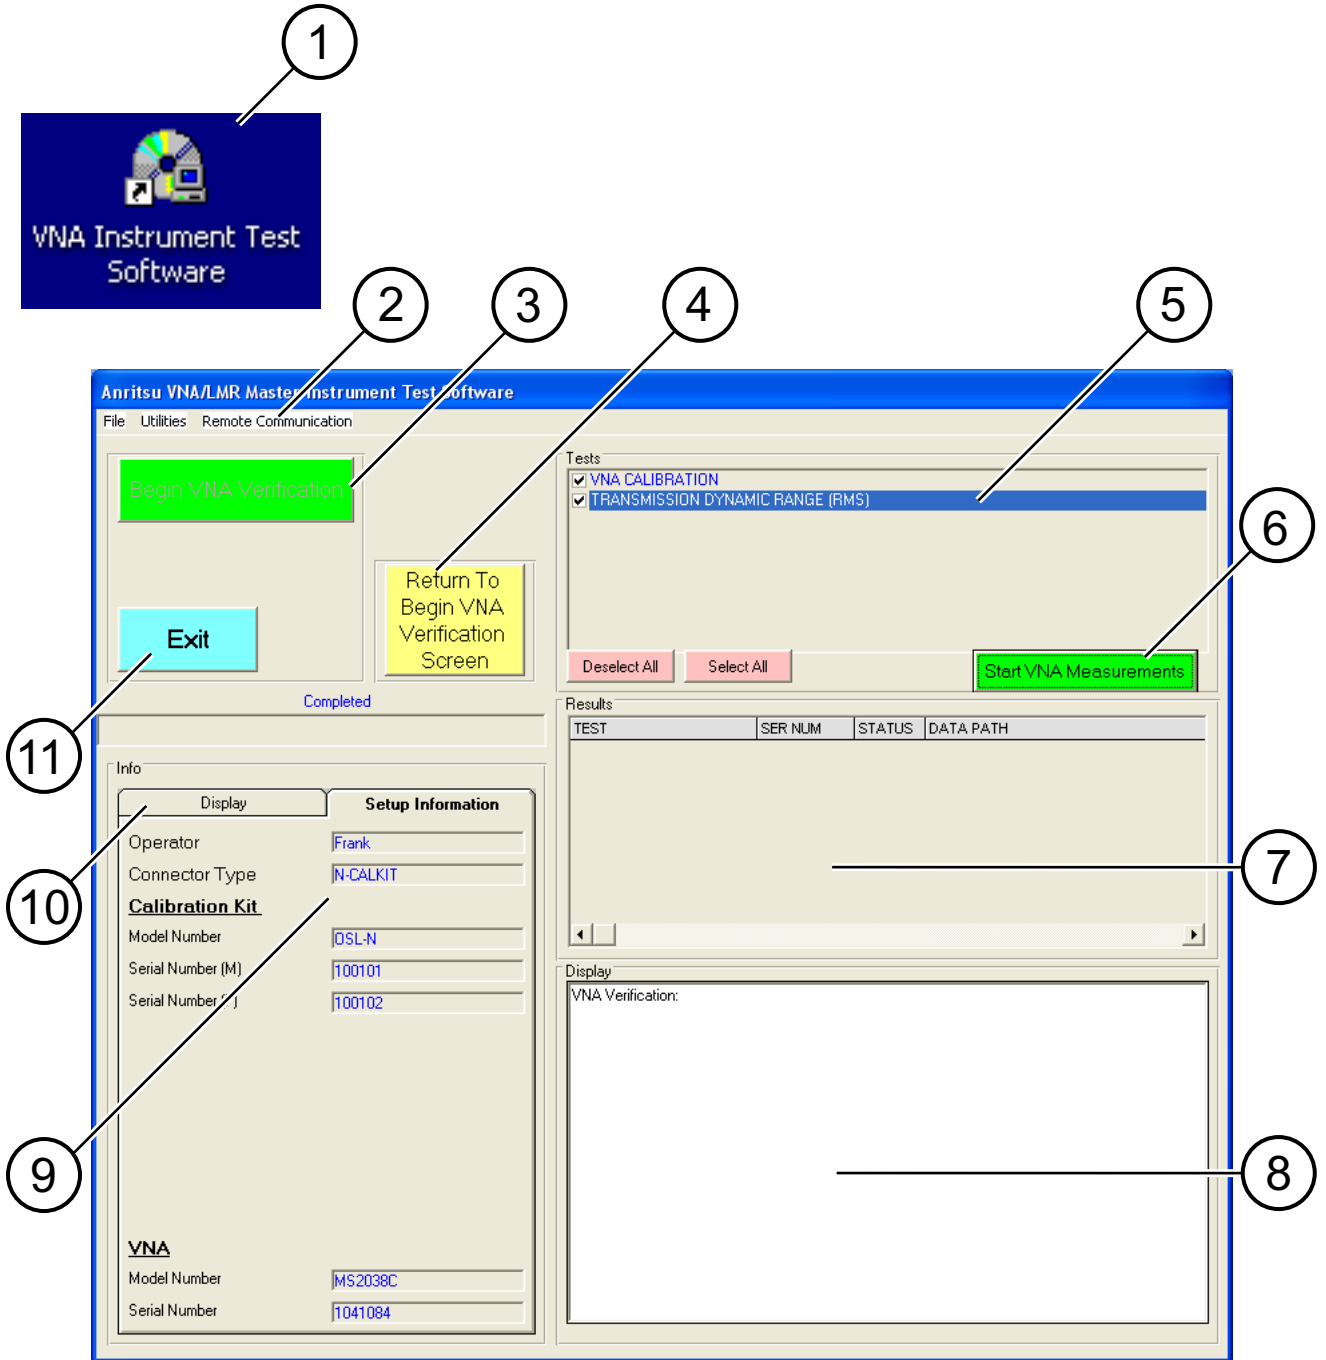 1
VNA Instrument Test
Software
2
3
4
5
Anritsu VNA/LMR Master Instrument Test Software
File Utilities Remote Communication
Begin VNA Verification
Tests
VNA CALIBRATION
TRANSMISSION DYNAMIC RANGE (RMS)
6
Return To
Begin VNA
Verification
Screen
Exit
Deselect All
Select All
Start VNA Measurements
Completed
11
Results
TEST SER NUM STATUS DATA PATH
7
Info
Display
Setup Information
Operator Frank
Connector Type N-CALKIT
10
Calibration Kit
Model Number OSL-N
Serial Number (M) 100101
Serial Number 100102
Display
VNA Verification:
9
8
VNA
Model Number MS2038C
Serial Number 1041084